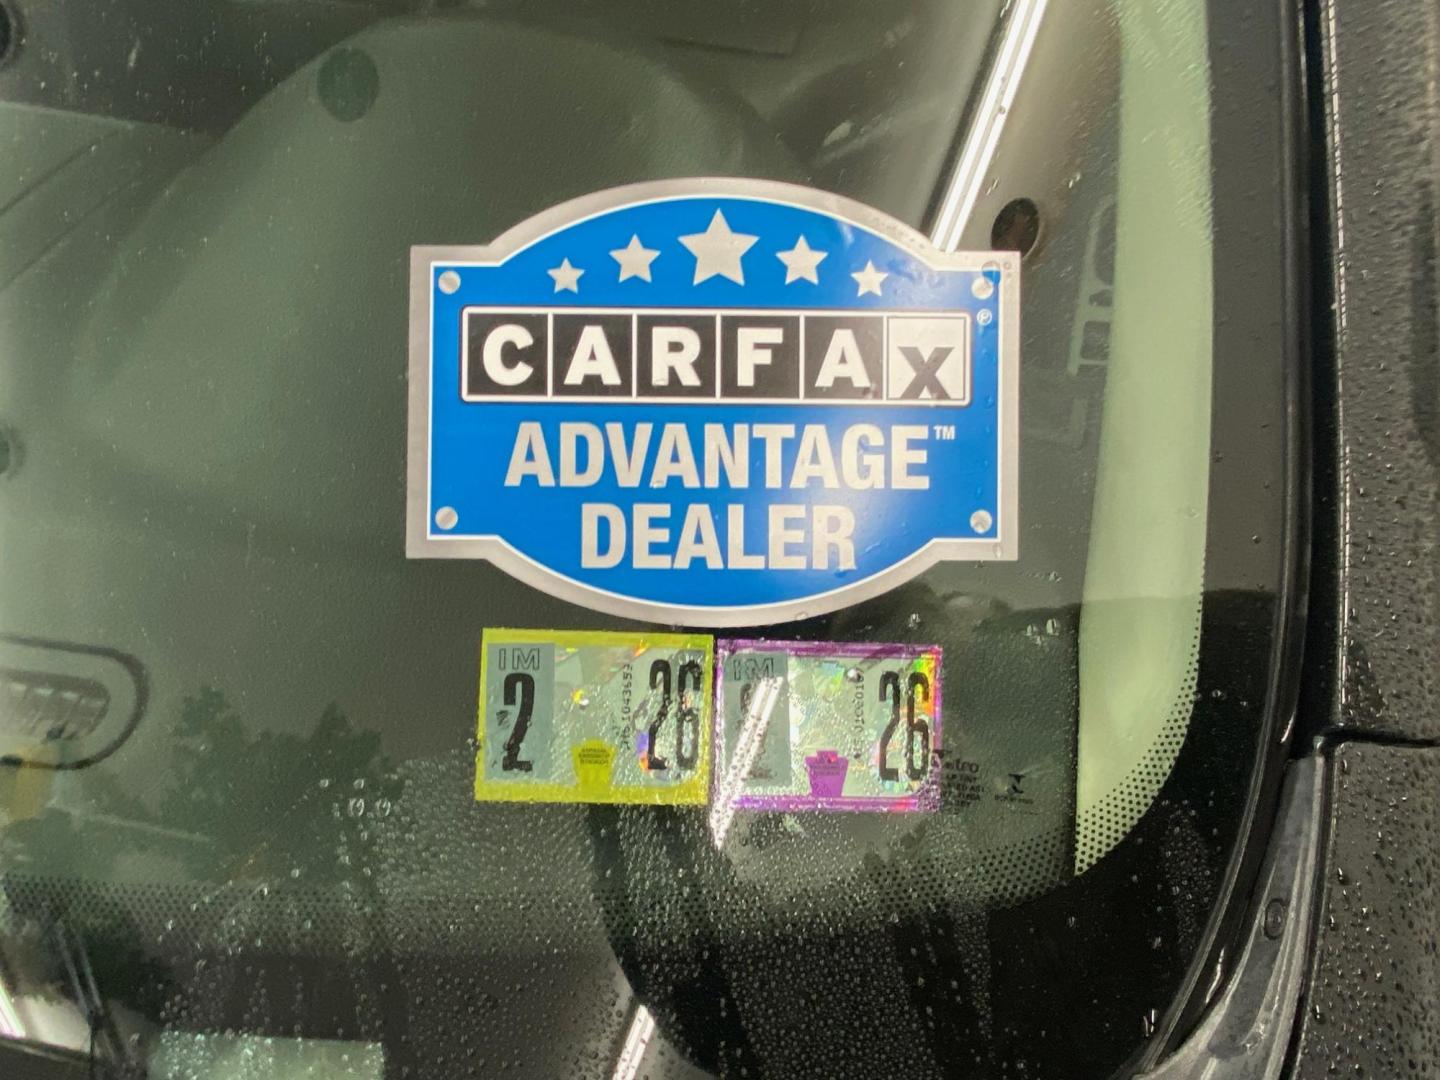 CARFAX®
ADVANTAGE™
DEALER
IM
2
26
IM
26